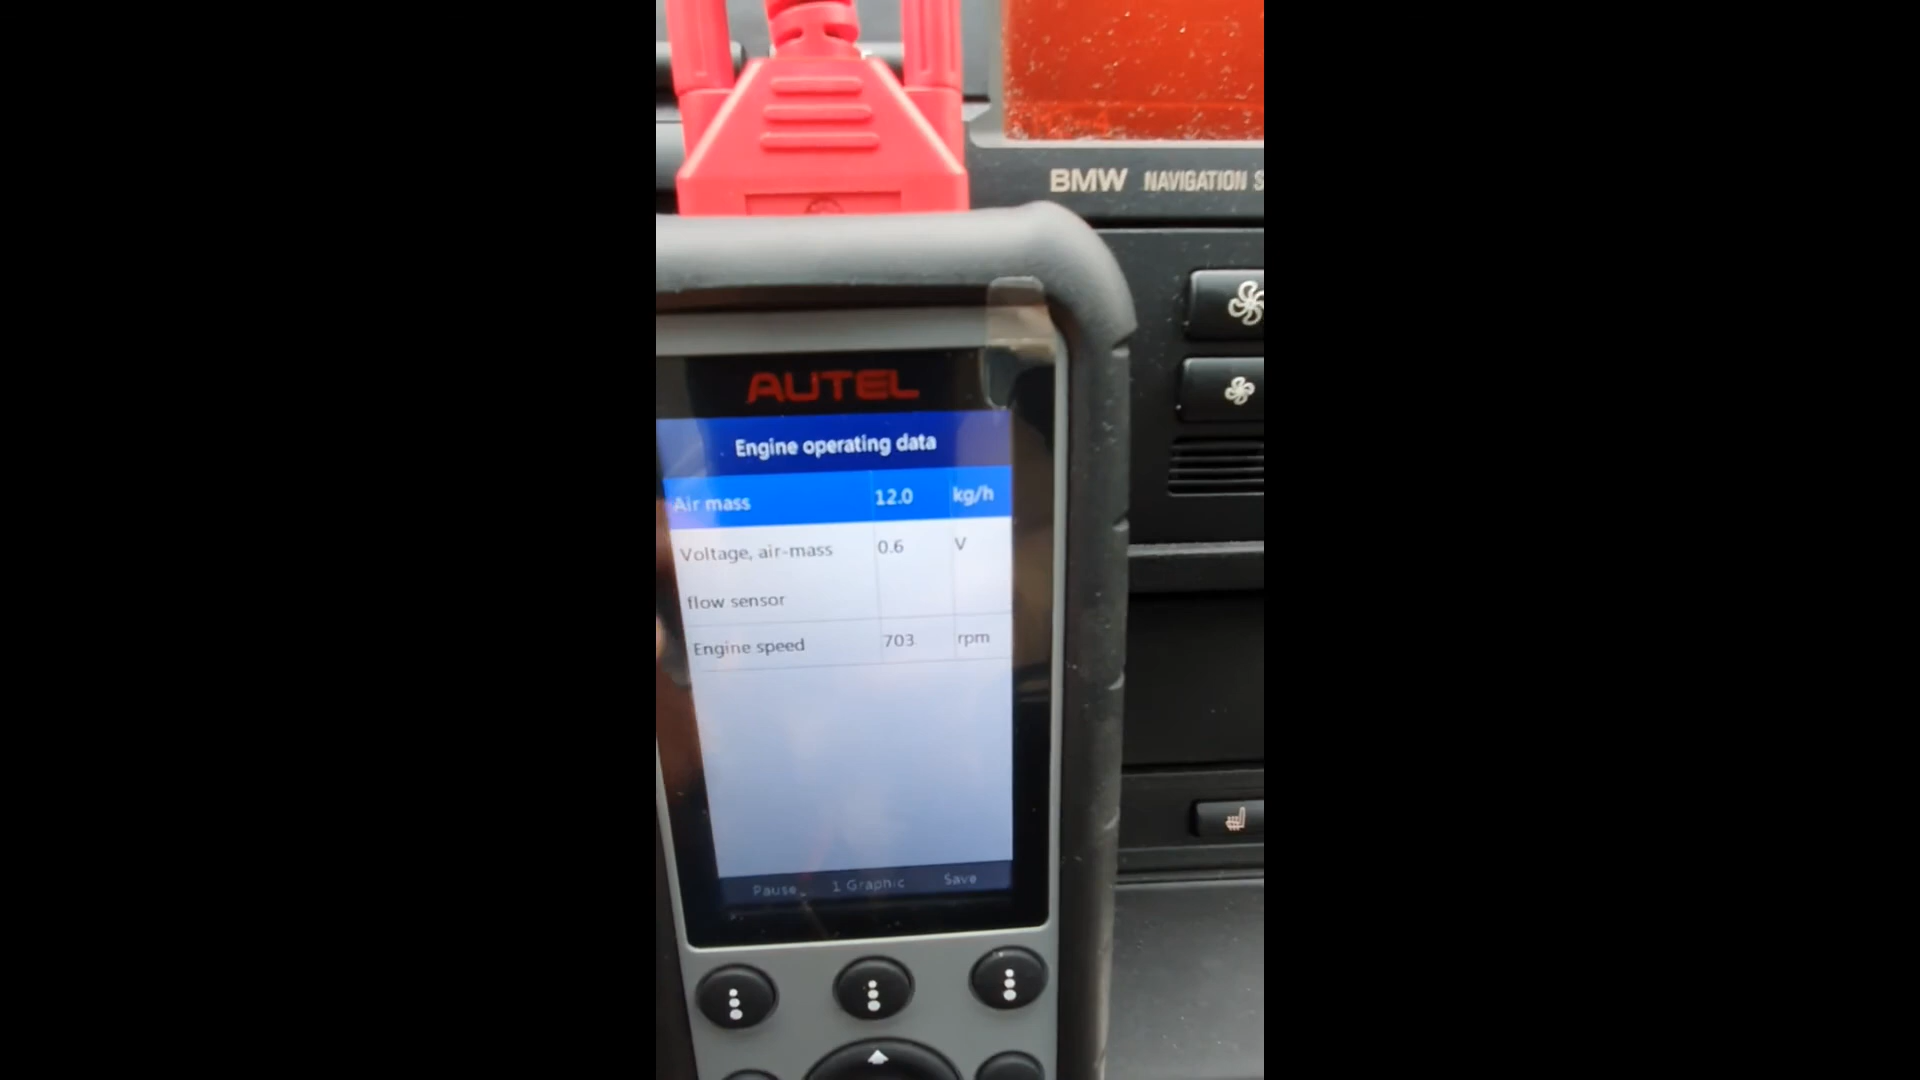 BMW NAVIGATION S
AUTEL
Engine operating data
Air mass 12.0 kg/h
Voltage, air-mass 0.6 V
flow sensor
Engine speed 703 rpm
Pause 1 Graphic Save